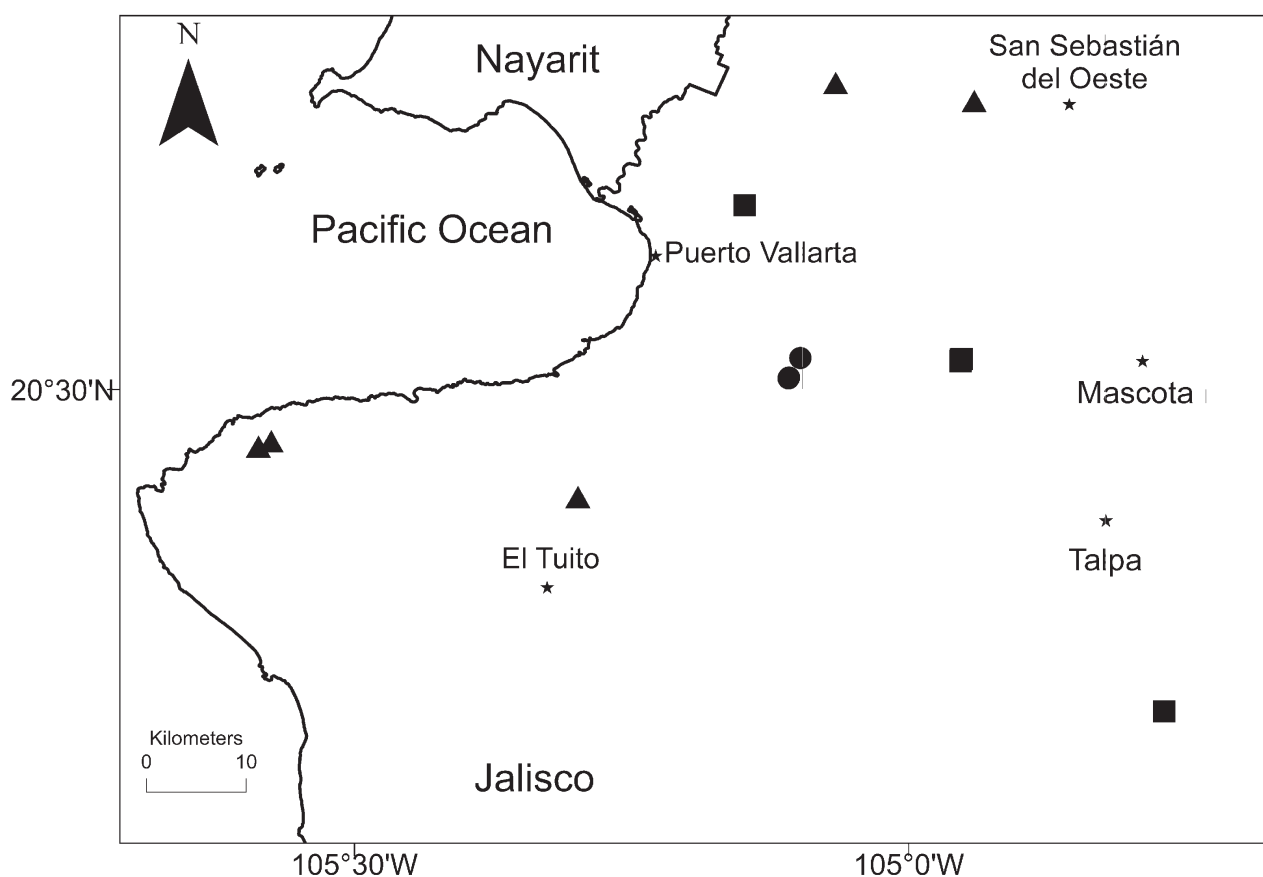 N
Nayarit
San Sebastián
del Oeste
Pacific Ocean
Puerto Vallarta
20°30'N
Mascota
El Tuito
Talpa
Kilometers
0 10
Jalisco
105°30'W
105°0'W